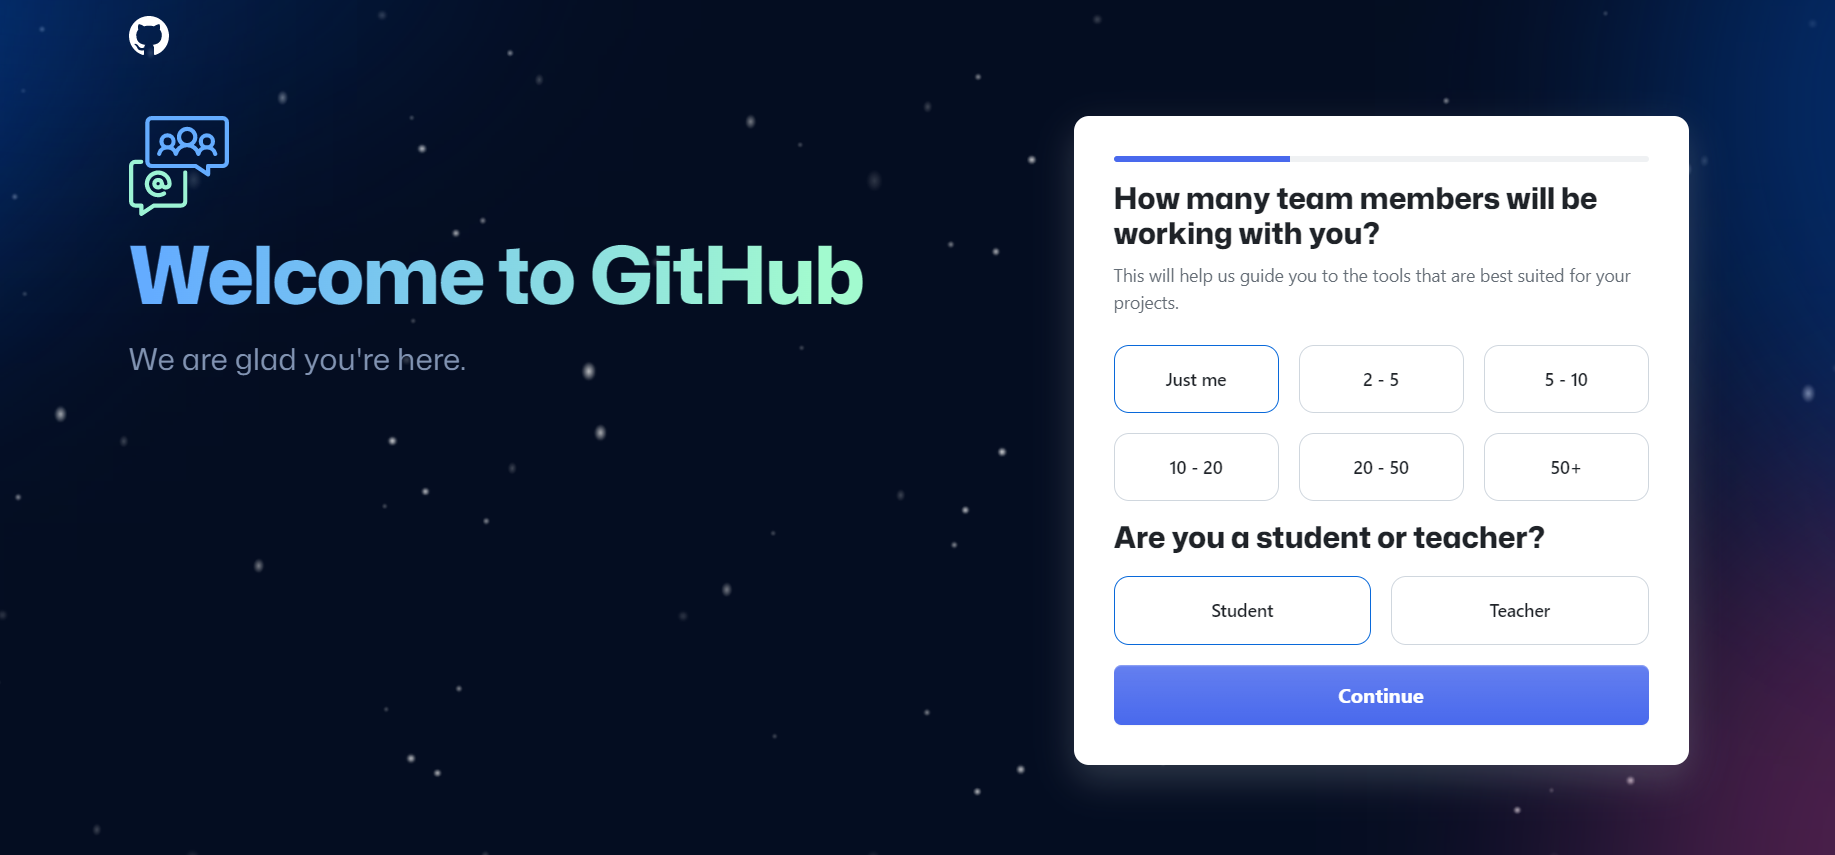 Welcome to GitHub
We are glad you're here.
How many team members will be
working with you?
This will help us guide you to the tools that are best suited for your
projects.
Just me
2 - 5
5 - 10
10 - 20
20 - 50
50+
Are you a student or teacher?
Student
Teacher
Continue